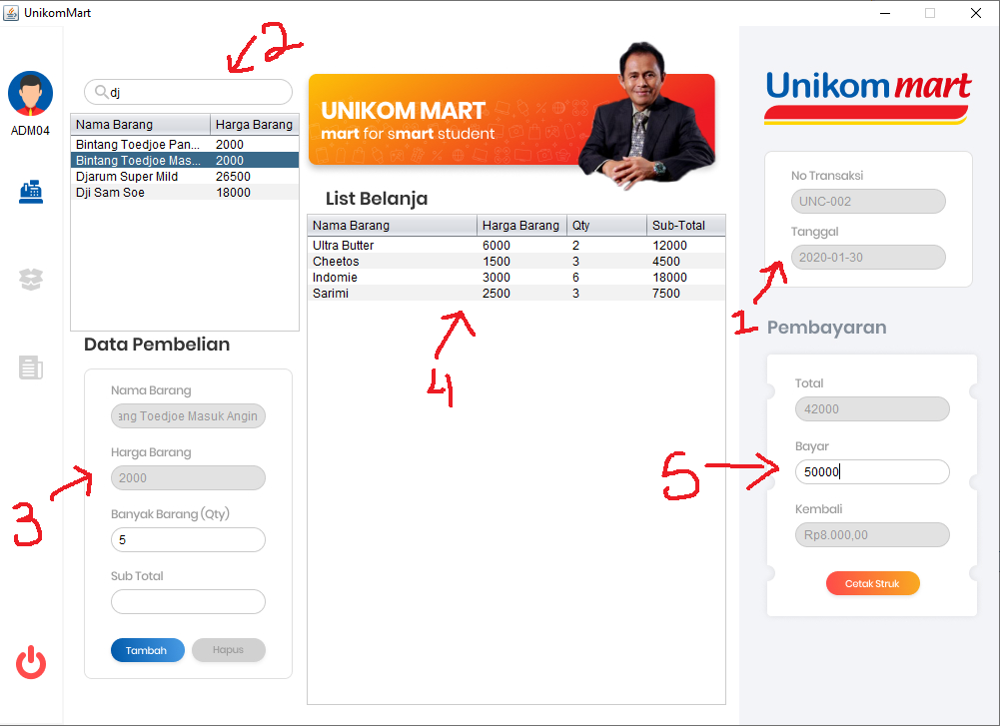 UnikomMart
ADM04
2
dj
Nama Barang Harga Barang
Bintang Toedjoe Pan... 2000
Bintang Toedjoe Mas... 2000
Djarum Super Mild 26500
Dji Sam Soe 18000
Data Pembelian
3
Nama Barang
ang Toedjoe Masuk Angin
Harga Barang
2000
Banyak Barang (Qty)
5
Sub Total
Tambah Hapus
UNIKOM MART
mart for smart student
List Belanja
Nama Barang Harga Barang Qty Sub-Total
Ultra Butter 6000 2 12000
Cheetos 1500 3 4500
Indomie 3000 6 18000
Sarimi 2500 3 7500
4
Unikom mart
No Transaksi
UNC-002
Tanggal
2020-01-30
1
Pembayaran
Total
42000
5
Bayar
50000
Kembali
Rp8.000,00
Cetak Struk